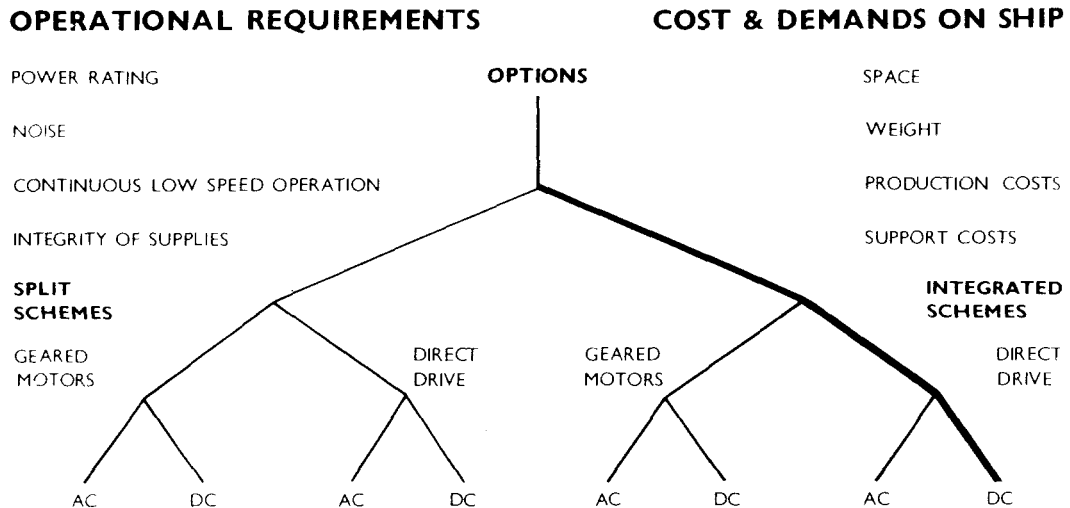 OPERATIONAL REQUIREMENTS
COST & DEMANDS ON SHIP
POWER RATING
OPTIONS
SPACE
NOISE
WEIGHT
CONTINUOUS LOW SPEED OPERATION
PRODUCTION COSTS
INTEGRITY OF SUPPLIES
SUPPORT COSTS
SPLIT
SCHEMES
INTEGRATED
SCHEMES
GEARED
MOTORS
DIRECT
DRIVE
GEARED
MOTORS
DIRECT
DRIVE
AC
DC
AC
DC
AC
DC
AC
DC